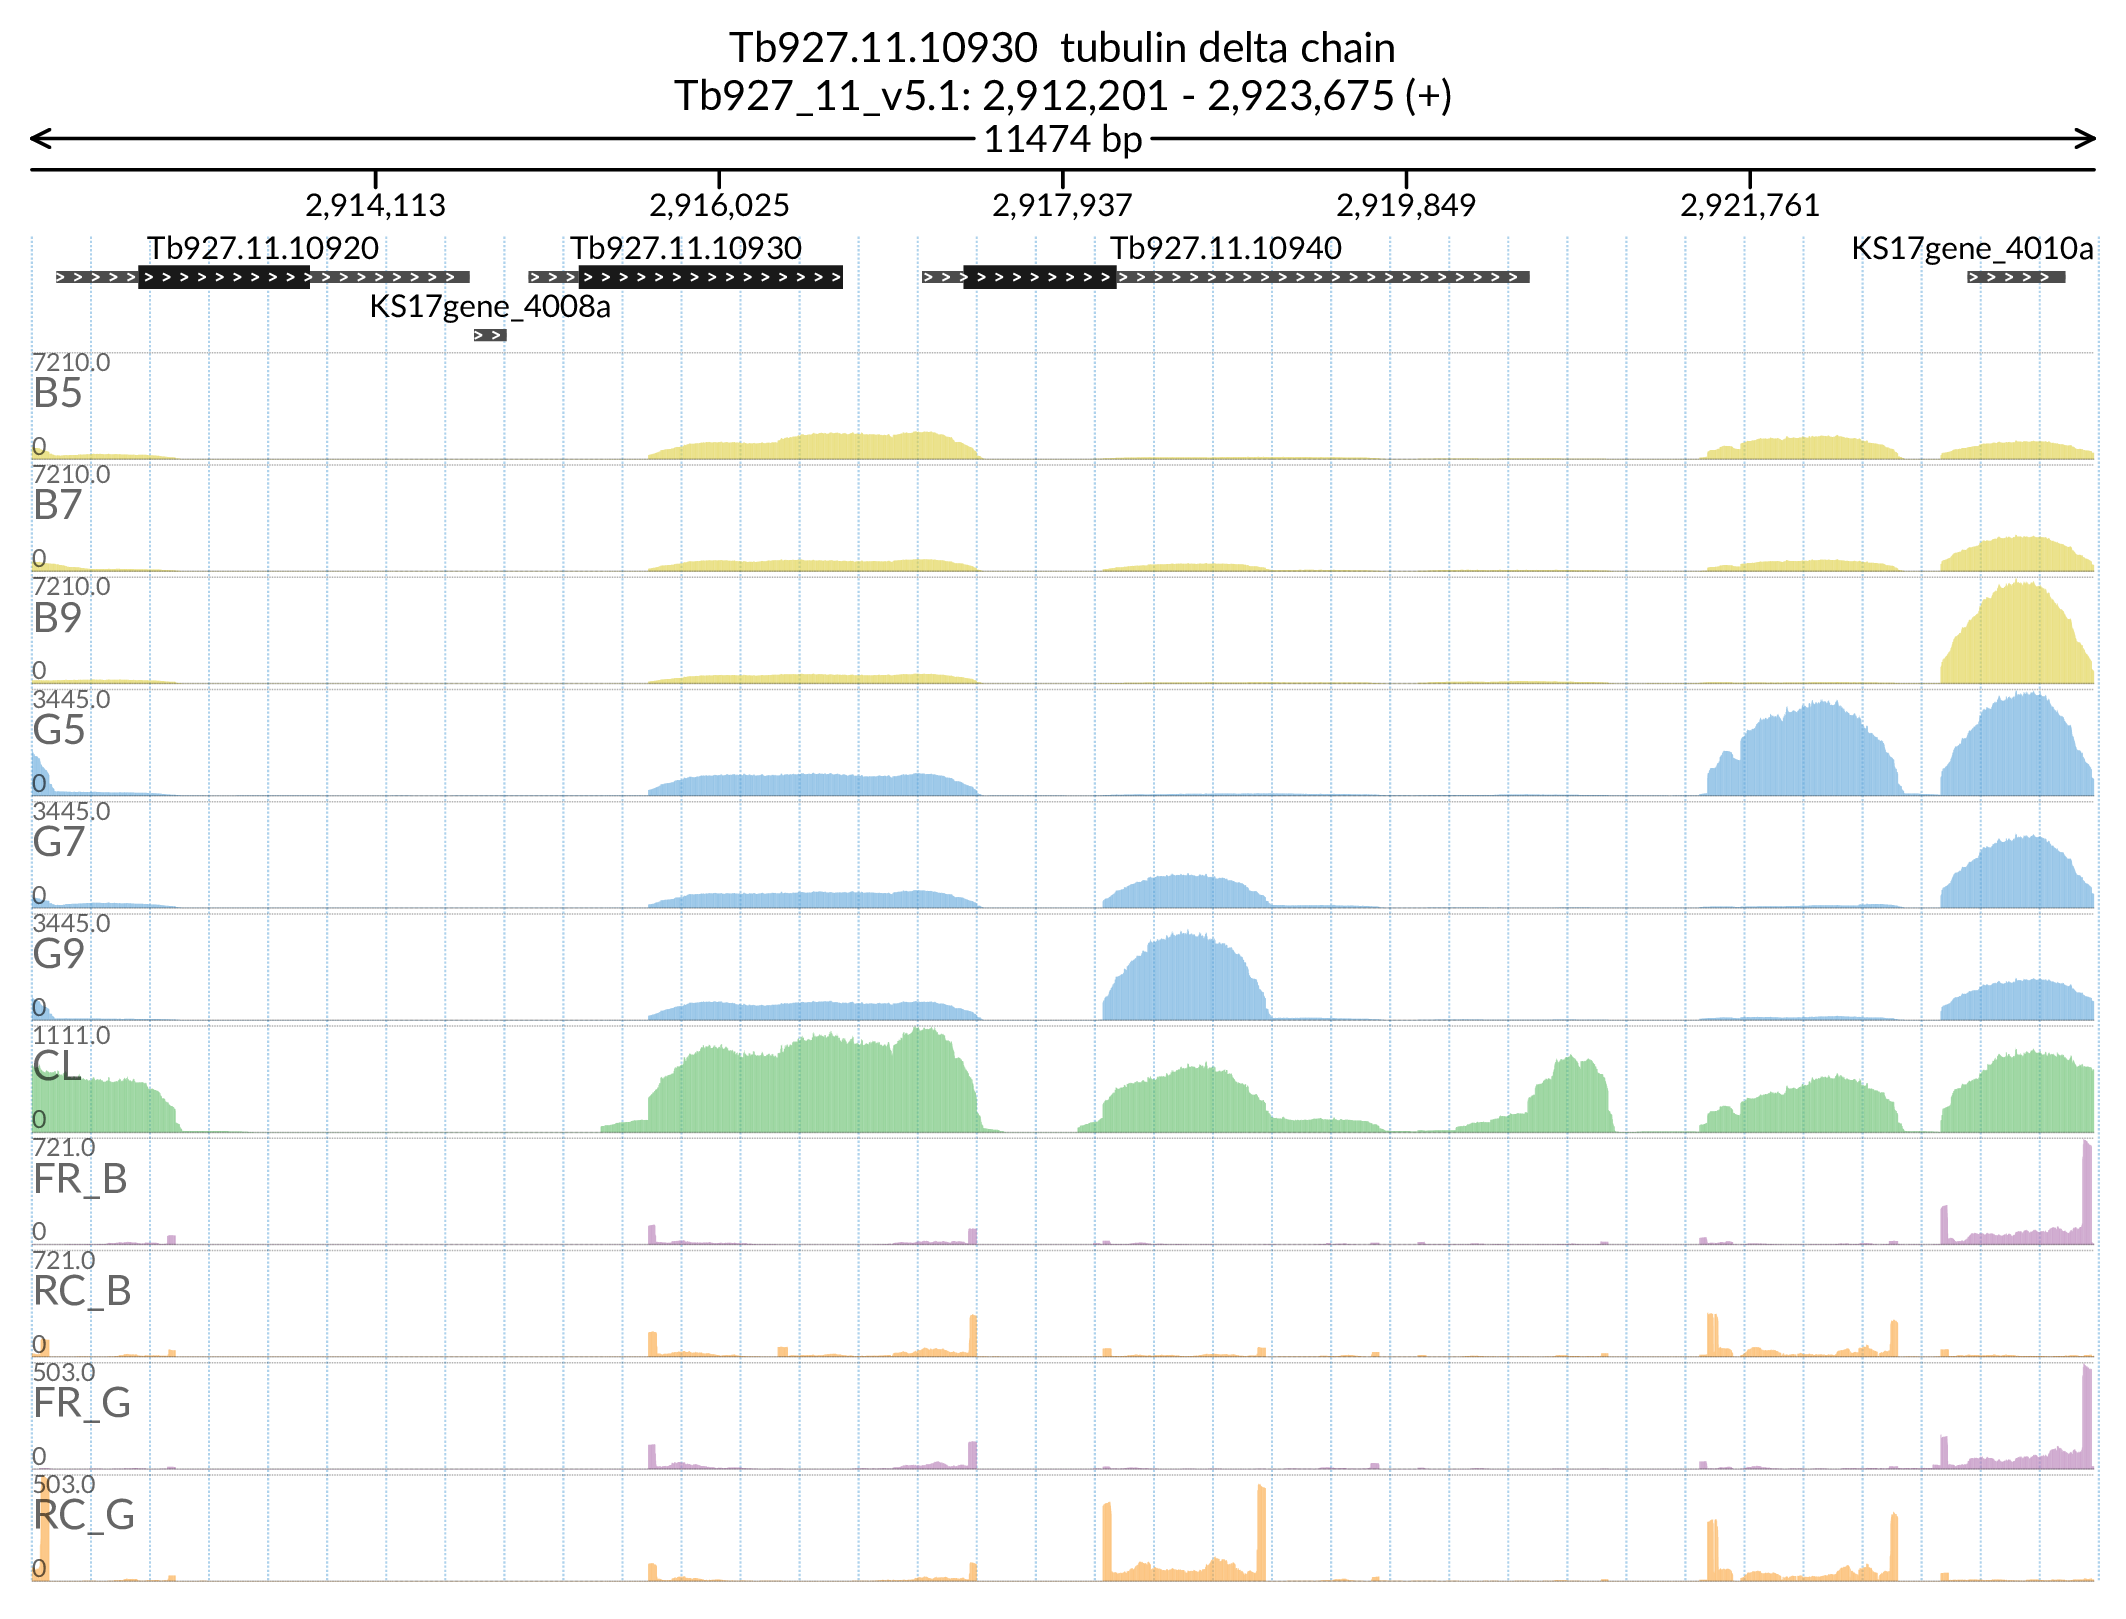 Tb927.11.10930  tubulin delta chain
Tb927_11_v5.1: 2,912,201 - 2,923,675 (+)
11474 bp
2,914,113 2,916,025 2,917,937 2,919,849 2,921,761
Tb927.11.10920 Tb927.11.10930 Tb927.11.10940 KS17gene_4010a
KS17gene_4008a
7210.0
B5
0
7210.0
B7
0
7210.0
B9
0
3445.0
G5
0
3445.0
G7
0
3445.0
G9
0
1111.0
CL
0
721.0
FR_B
0
721.0
RC_B
0
503.0
FR_G
0
503.0
RC_G
0